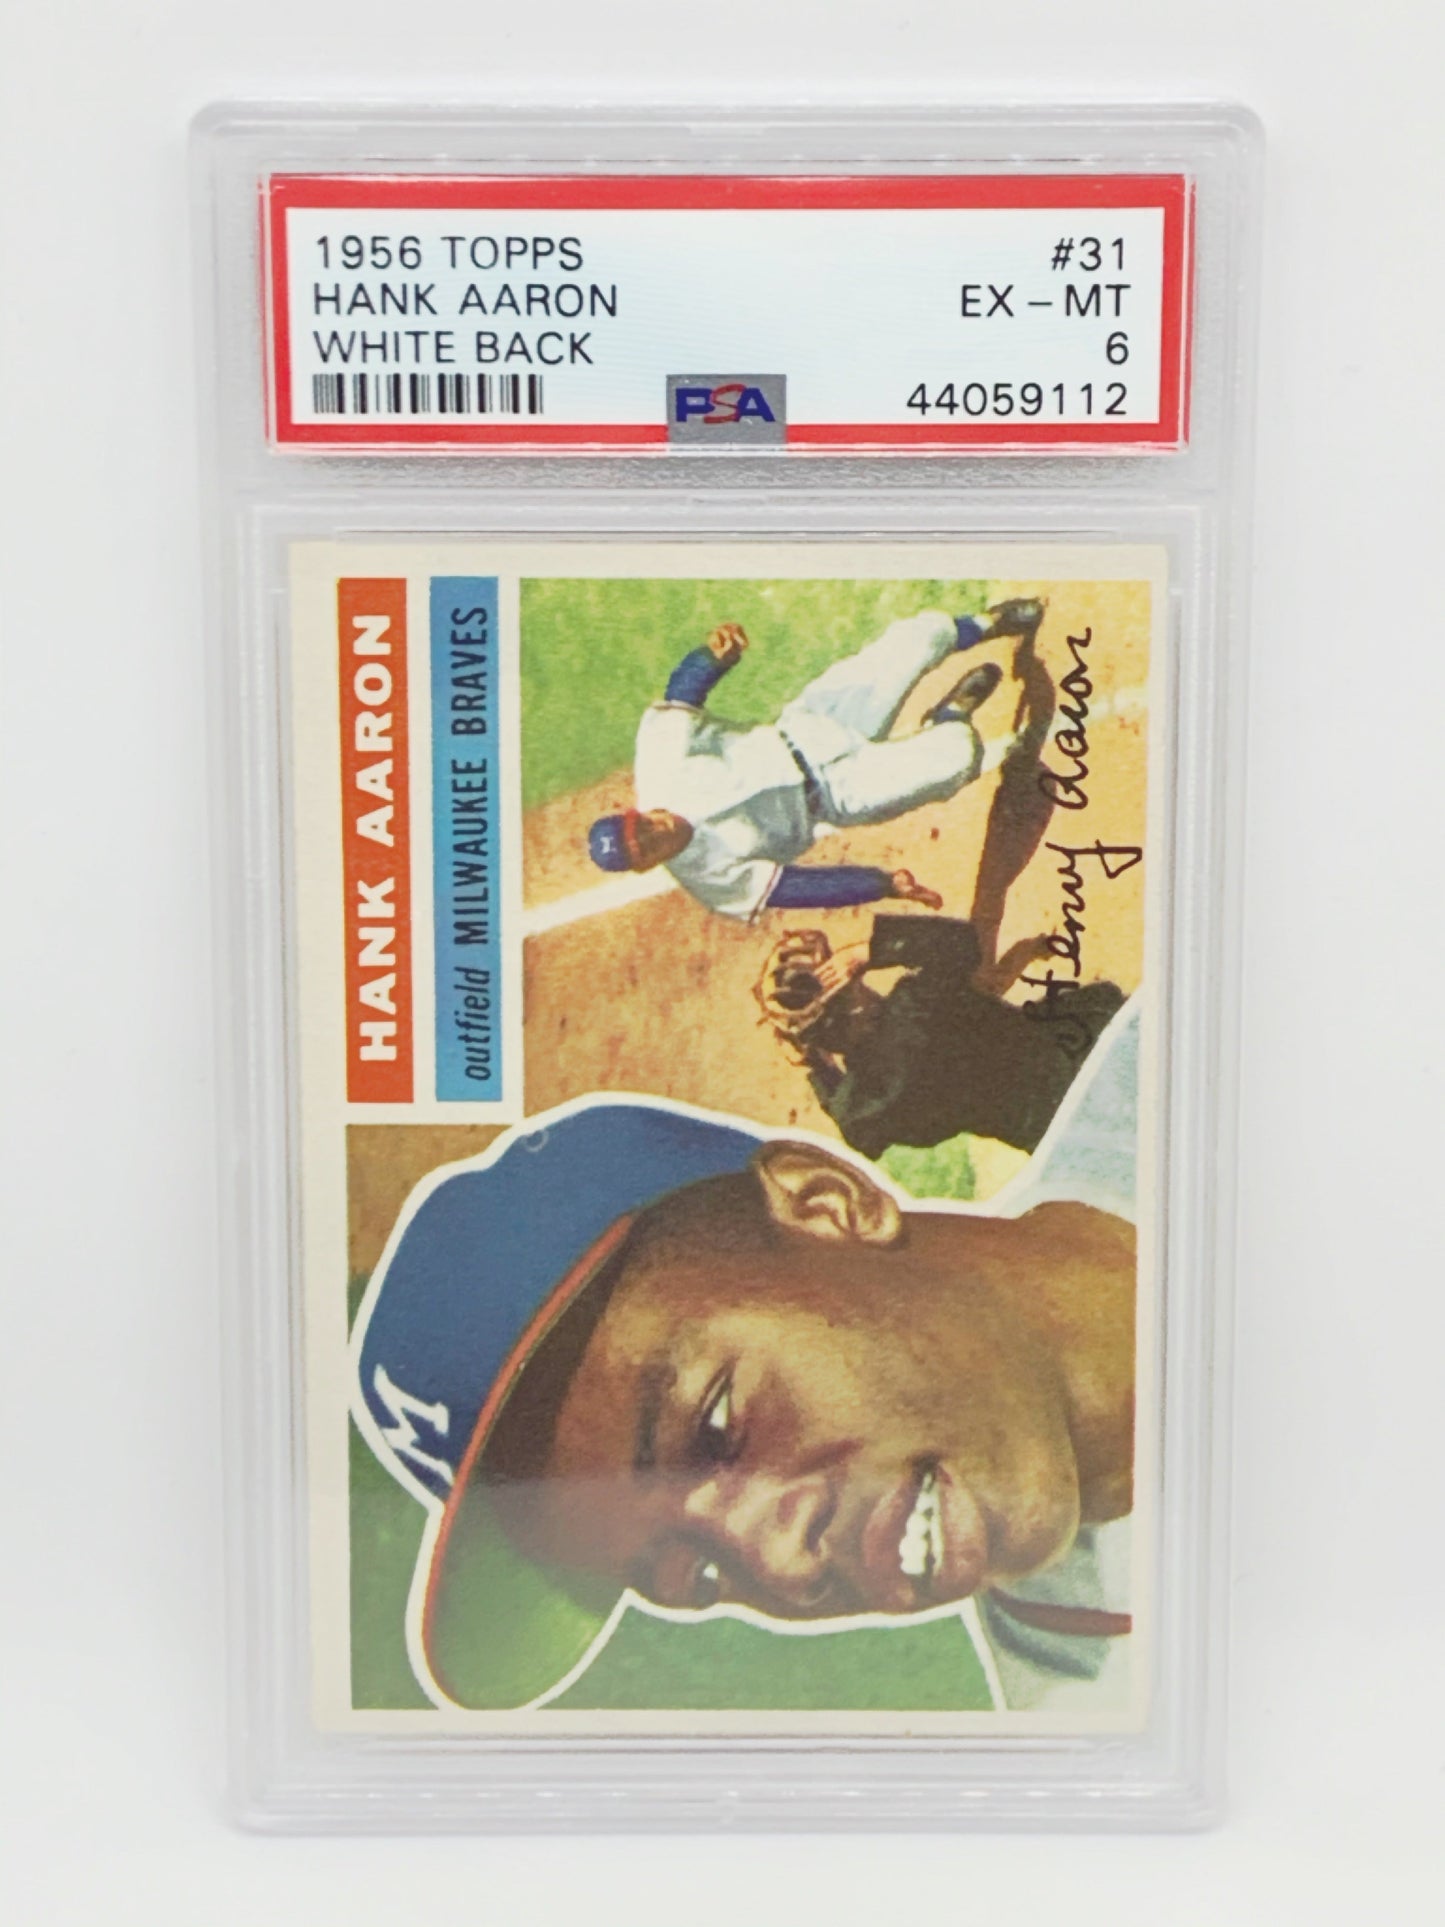 1956 TOPPS #31
HANK AARON EX - MT
WHITE BACK 6
PSA 44059112
HANK AARON
outfield MILWAUKEE BRAVES
Henry Aaron
M
M